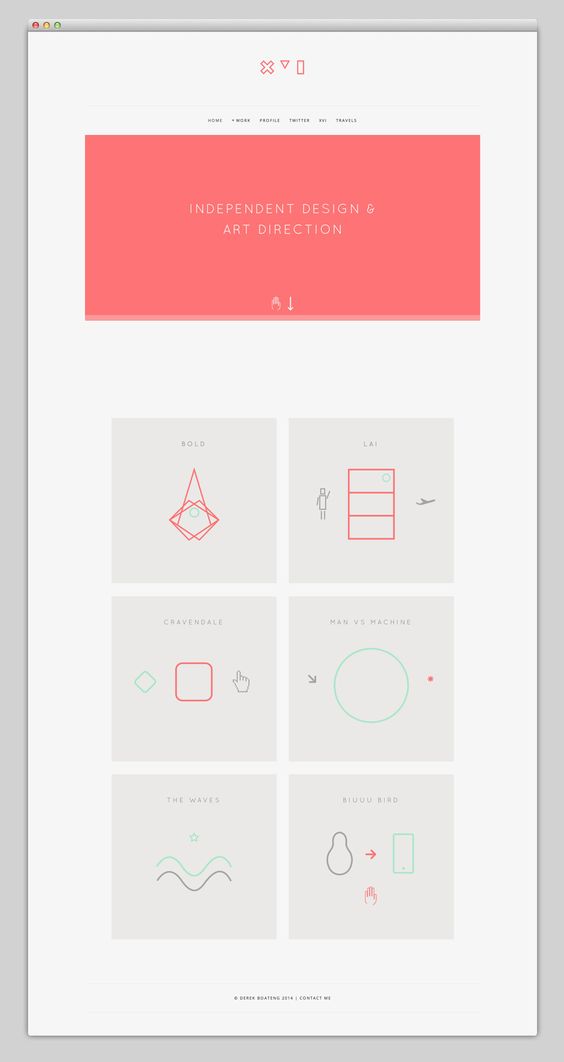 HOME + WORK PROFILE TWITTER XVI TRAVELS
INDEPENDENT DESIGN &
ART DIRECTION
BOLD
LAI
CRAVENDALE
MAN VS MACHINE
THE WAVES
BIUUU BIRD
© DEREK BOATENG 2014 | CONTACT ME